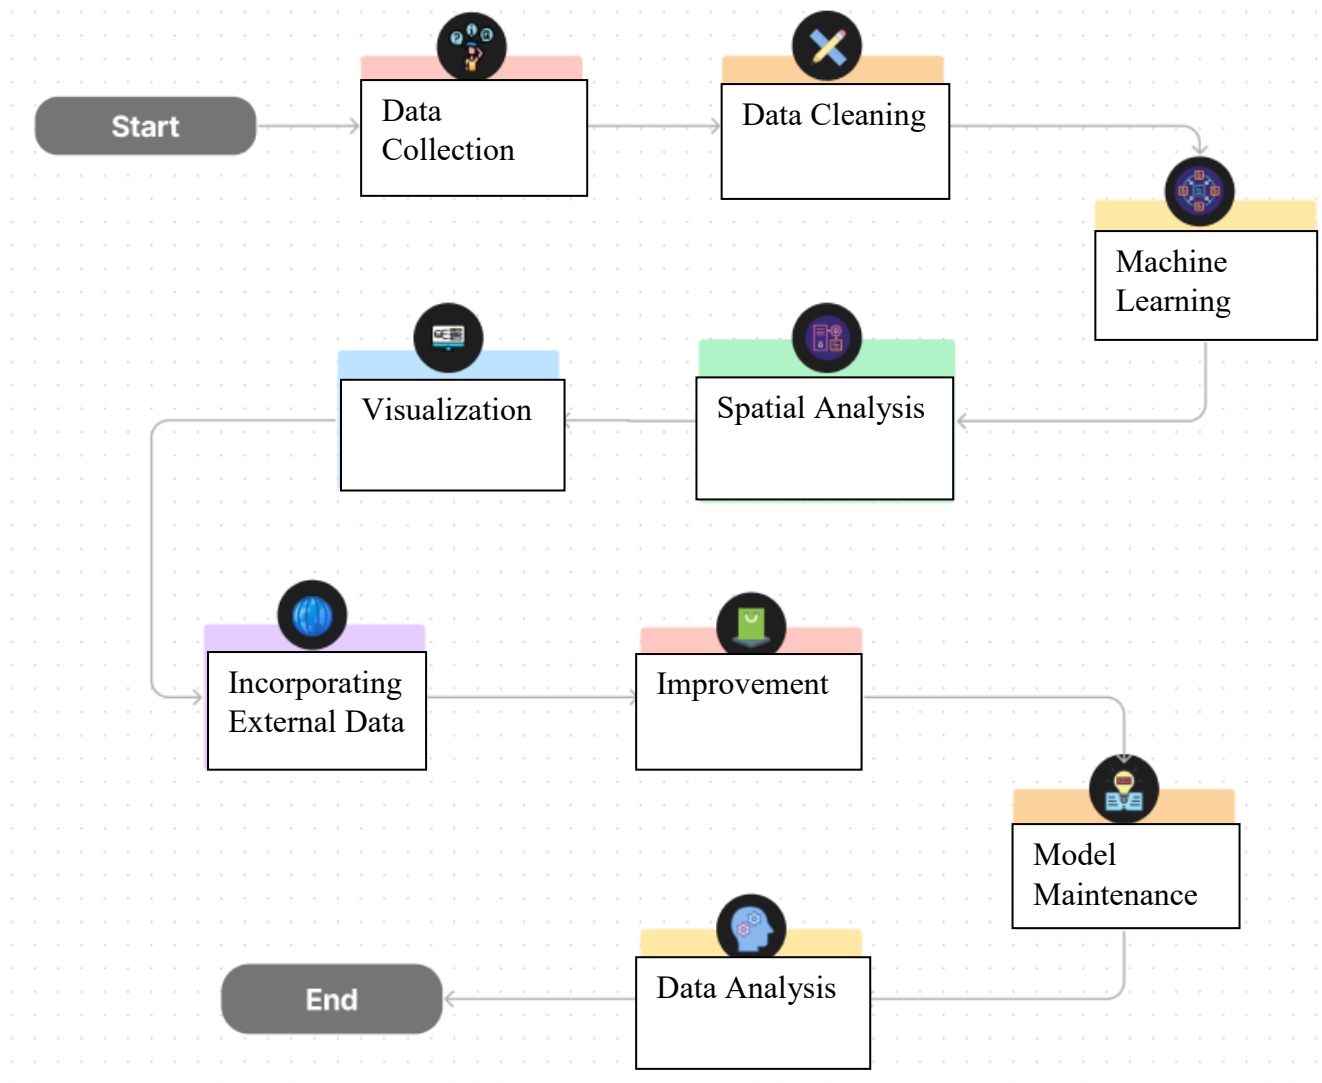 Start
Data
Collection
Data Cleaning
Machine
Learning
Spatial Analysis
Visualization
Incorporating
External Data
Improvement
Model
Maintenance
Data Analysis
End